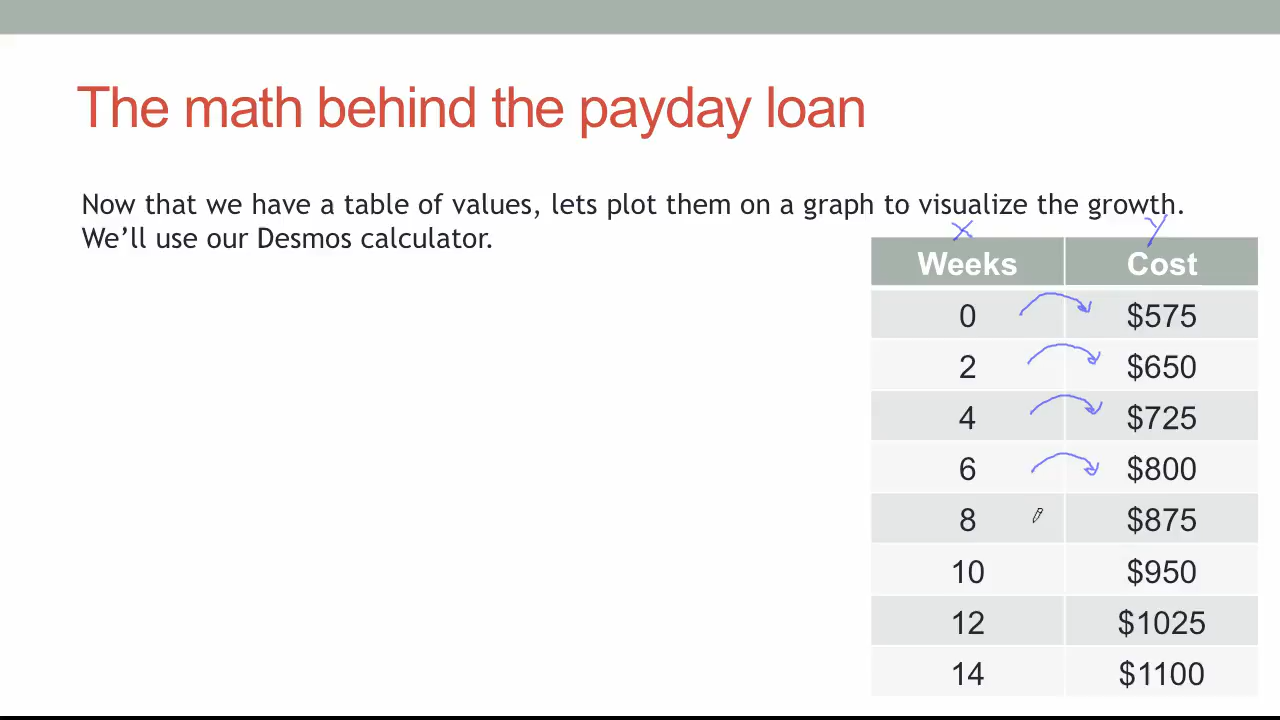 The math behind the payday loan
Now that we have a table of values, lets plot them on a graph to visualize the growth.
We’ll use our Desmos calculator.
x y
Weeks Cost
0 $575
2 $650
4 $725
6 $800
8 $875
10 $950
12 $1025
14 $1100